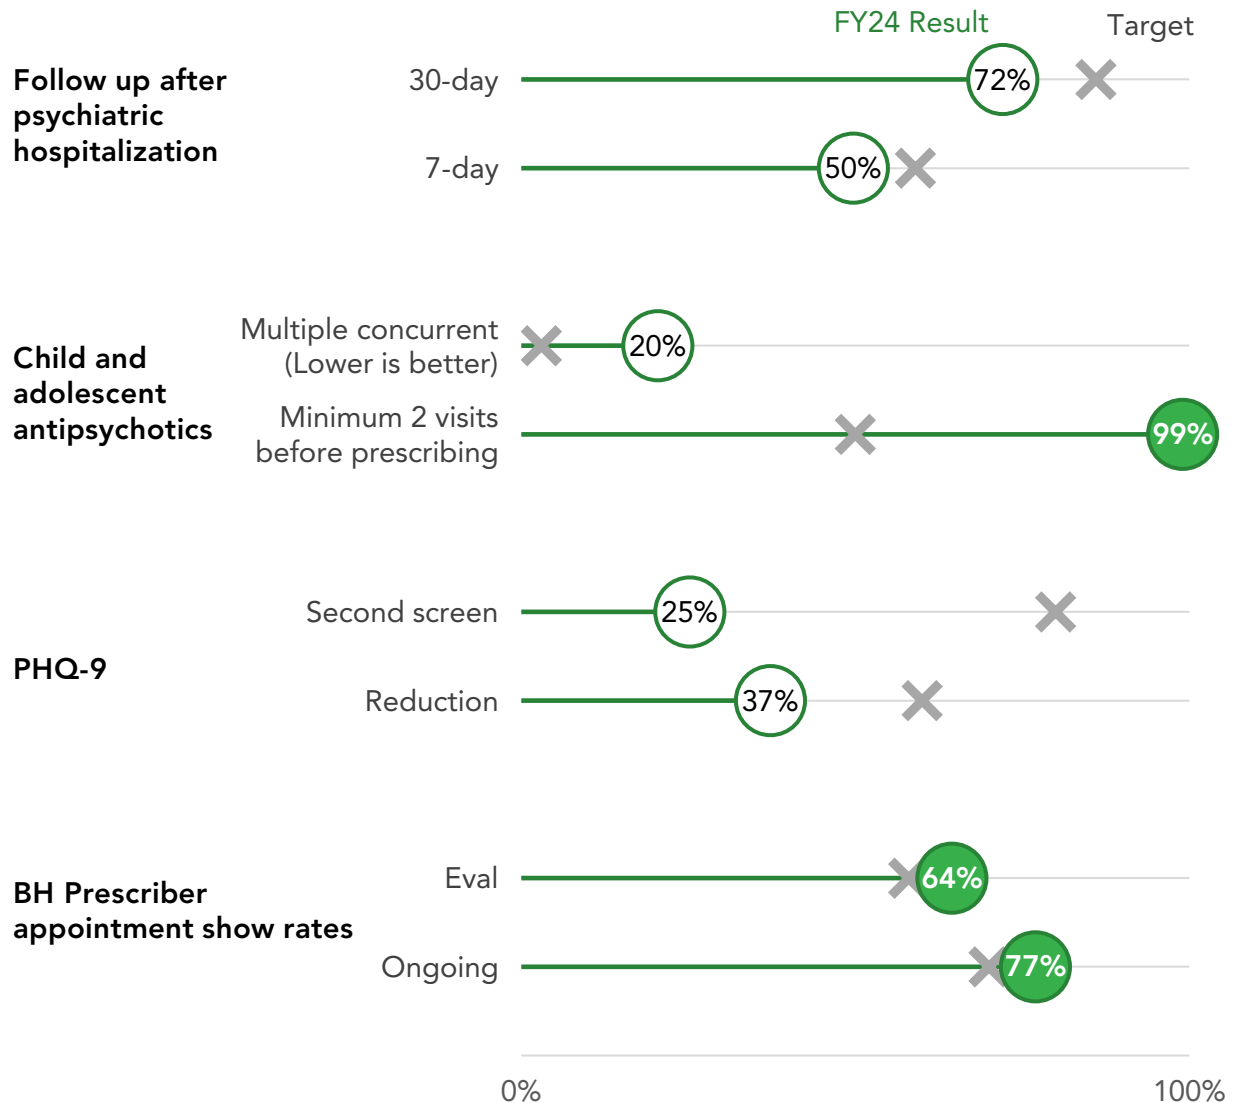 FY24 Result
Target
Follow up after
psychiatric
hospitalization
30-day
72%
7-day
50%
Child and
adolescent
antipsychotics
Multiple concurrent
(Lower is better)
20%
Minimum 2 visits
before prescribing
99%
PHQ-9
Second screen
25%
Reduction
37%
BH Prescriber
appointment show rates
Eval
64%
Ongoing
77%
0%
100%